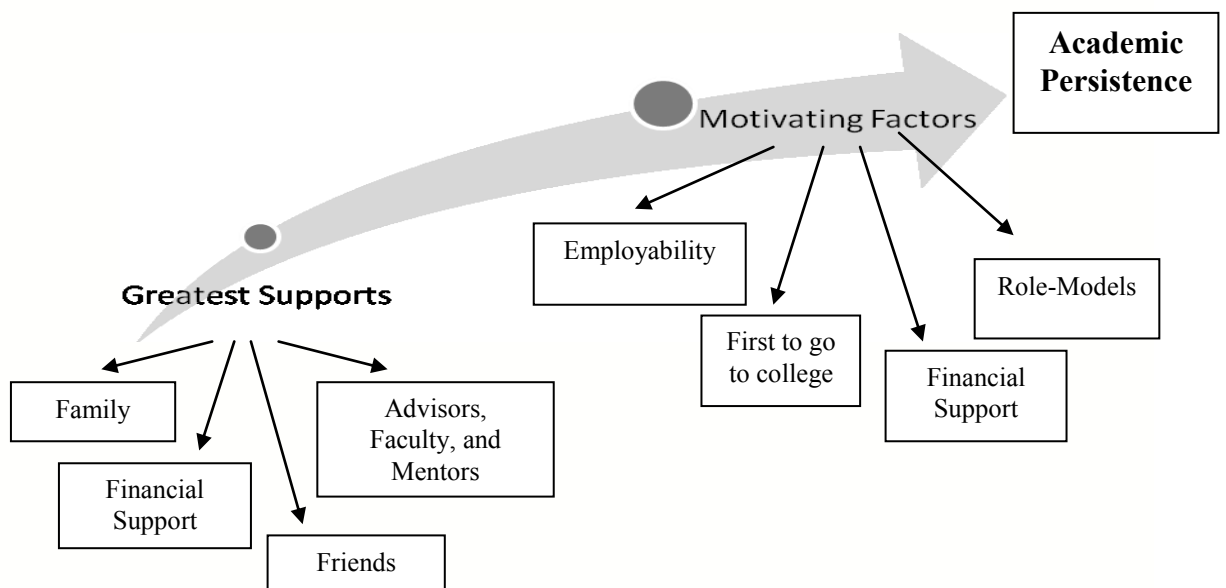 Academic
Persistence
Motivating Factors
Employability
Role-Models
First to go
to college
Financial
Support
Greatest Supports
Family
Advisors,
Faculty, and
Mentors
Financial
Support
Friends